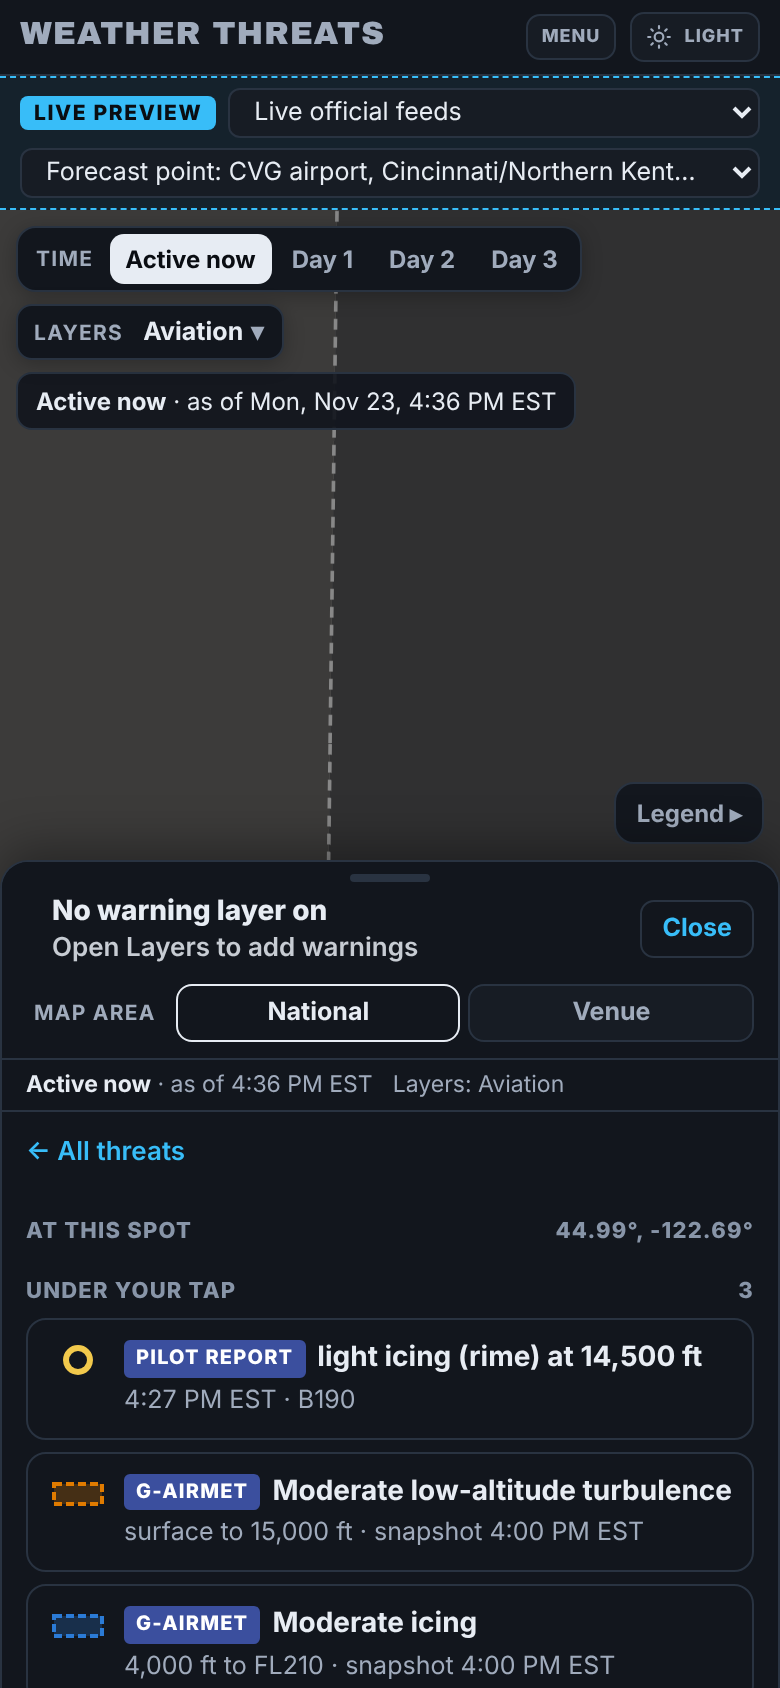 WEATHER THREATS
MENU
LIGHT
LIVE PREVIEW
Live official feeds
Forecast point: CVG airport, Cincinnati/Northern Kent...
TIME Active now Day 1 Day 2 Day 3
LAYERS Aviation ▾
Active now · as of Mon, Nov 23, 4:36 PM EST
Legend ▸
No warning layer on
Open Layers to add warnings
Close
MAP AREA National Venue
Active now · as of 4:36 PM EST Layers: Aviation
← All threats
AT THIS SPOT 44.99°, -122.69°
UNDER YOUR TAP 3
PILOT REPORT light icing (rime) at 14,500 ft
4:27 PM EST · B190
G-AIRMET Moderate low-altitude turbulence
surface to 15,000 ft · snapshot 4:00 PM EST
G-AIRMET Moderate icing
4,000 ft to FL210 · snapshot 4:00 PM EST